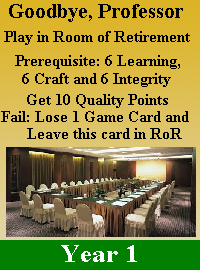 Goodbye, Professor
Play in Room of Retirement
Prerequisite: 6 Learning,
6 Craft and 6 Integrity
Get 10 Quality Points
Fail: Lose 1 Game Card and
Leave this card in RoR
Year 1